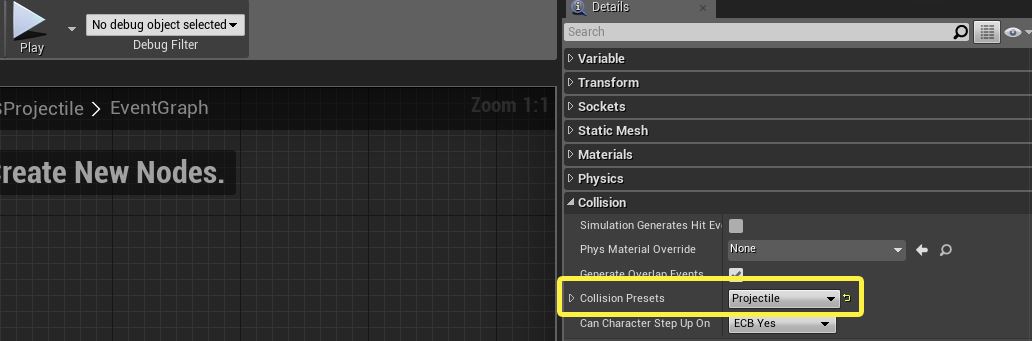 Details
Play
No debug object selected
Debug Filter
Search
Variable
Transform
SProjectile > EventGraph
Zoom 1:1
Sockets
Static Mesh
Create New Nodes.
Materials
Physics
Collision
Simulation Generates Hit Ev
Phys Material Override
None
Generate Overlap Events
Collision Presets
Projectile
Can Character Step Up On
ECB Yes